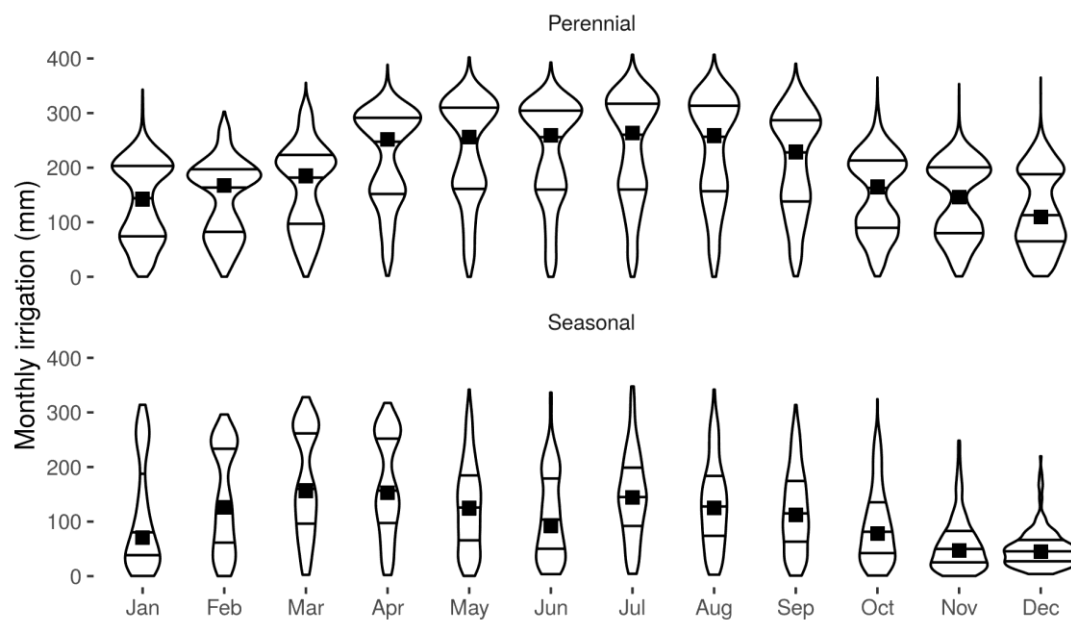 Perennial
400
300
200
100
0
Monthly irrigation (mm)
Seasonal
400
300
200
100
0
Jan Feb Mar Apr May Jun Jul Aug Sep Oct Nov Dec